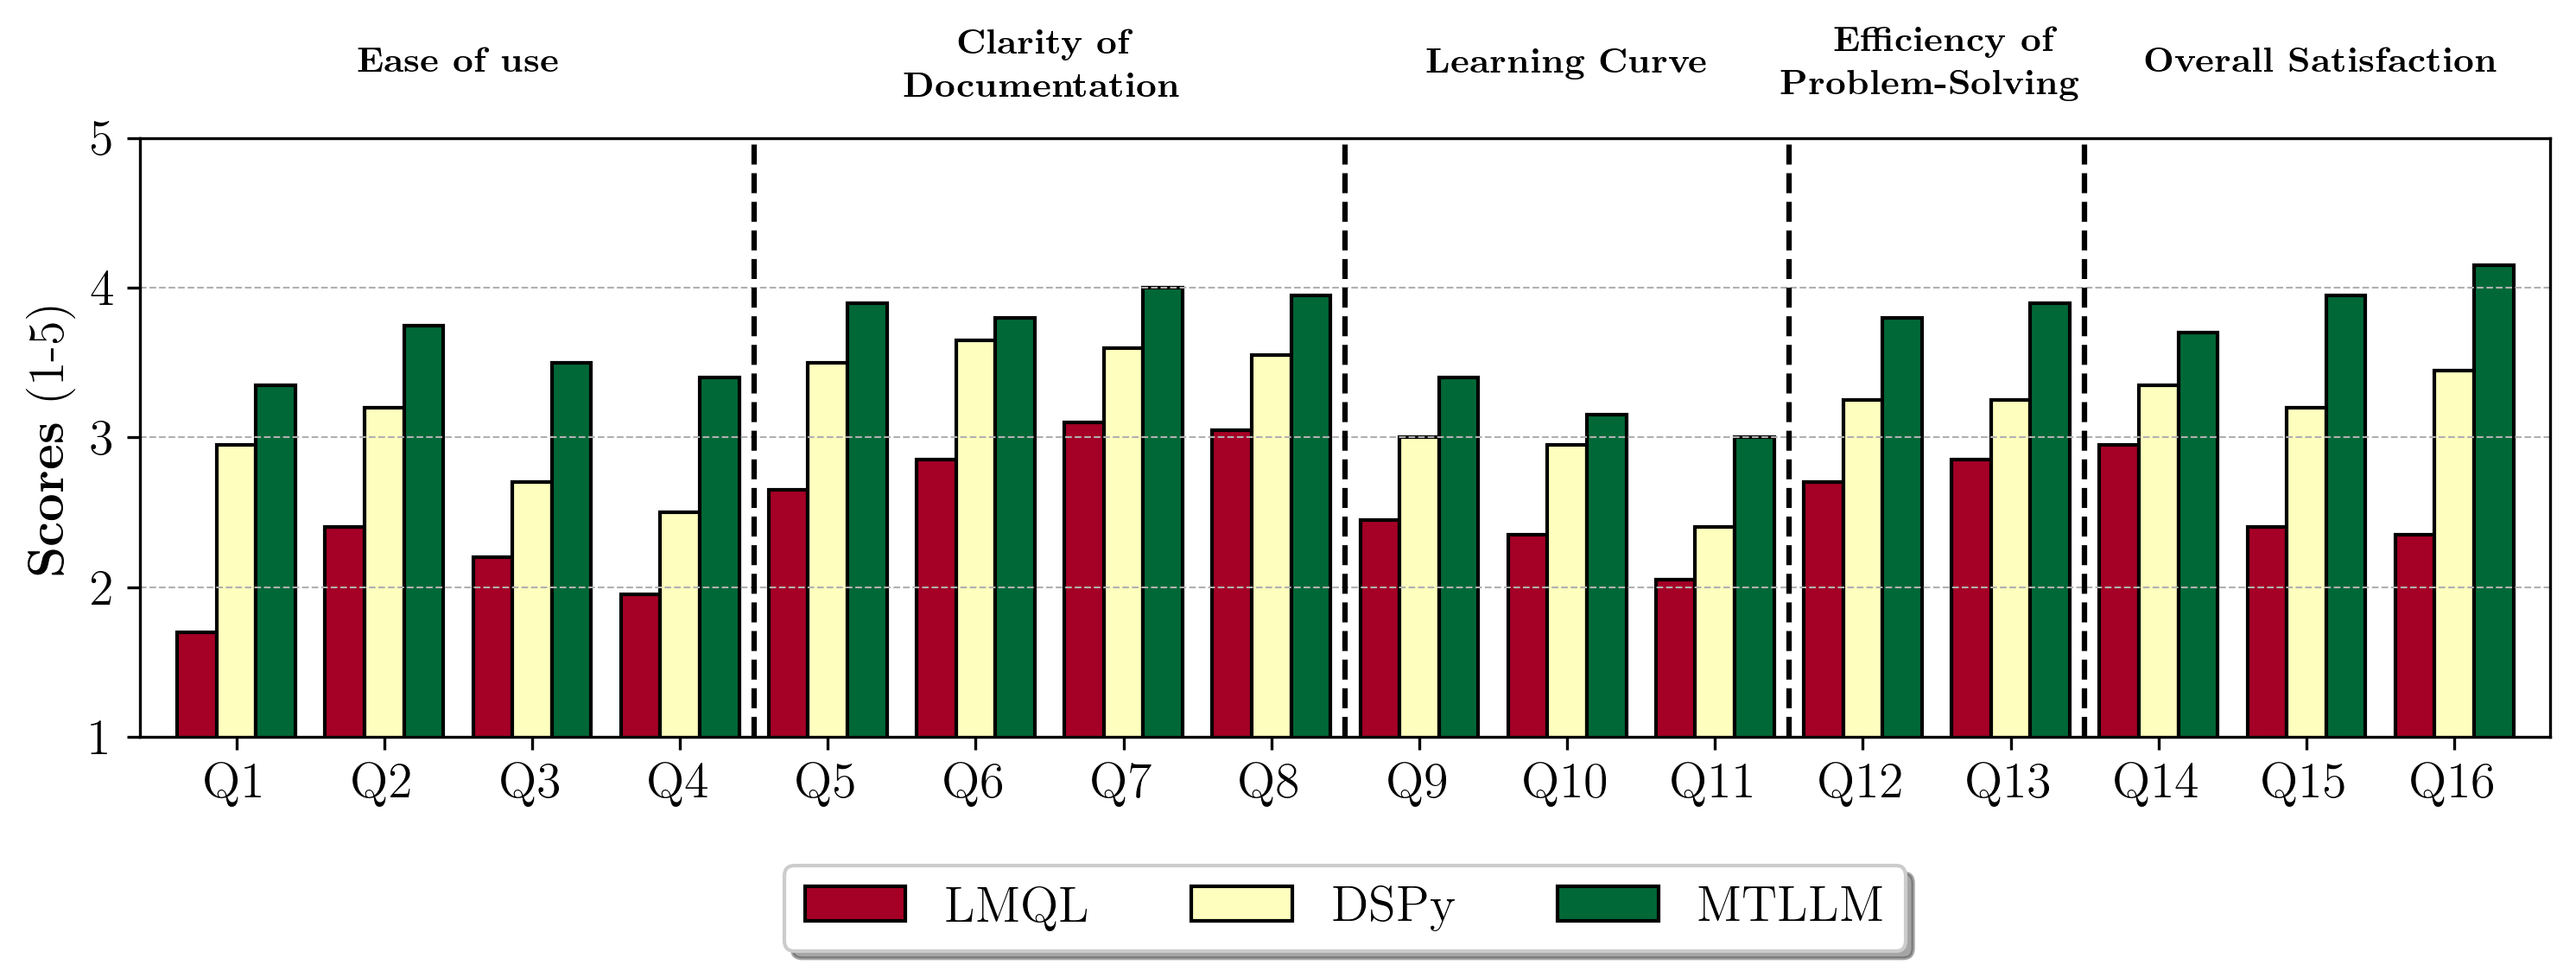 Ease of use
Clarity of
Documentation
Learning Curve
Efficiency of
Problem-Solving
Overall Satisfaction
Scores (1-5)
5
4
3
2
1
Q1 Q2 Q3 Q4 Q5 Q6 Q7 Q8 Q9 Q10 Q11 Q12 Q13 Q14 Q15 Q16
LMQL DSPy MTLLM